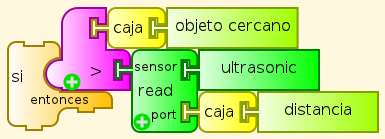 caja objeto cercano
si >
entonces
sensor ultrasonic
read
port caja distancia